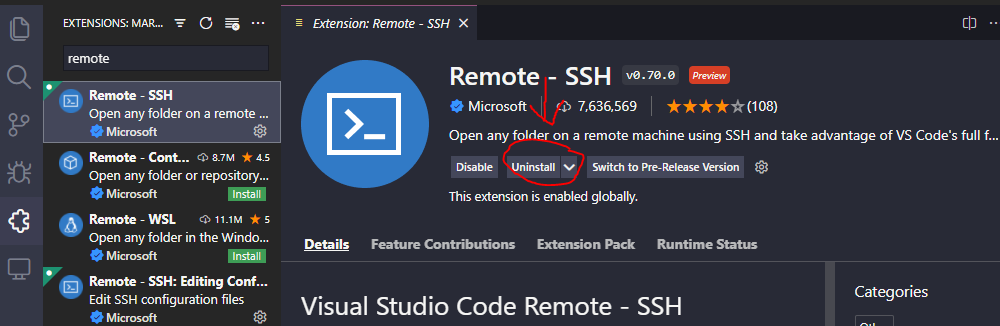 EXTENSIONS: MAR...
remote
Remote - SSH
Open any folder on a remote ...
Microsoft
Remote - Cont... 8.7M 4.5
Open any folder or repository...
Microsoft Install
Remote - WSL 11.1M 5
Open any folder in the Windo...
Microsoft Install
Remote - SSH: Editing Conf...
Edit SSH configuration files
Microsoft
Extension: Remote - SSH
Remote - SSH v0.70.0 Preview
Microsoft 7,636,569 (108)
Open any folder on a remote machine using SSH and take advantage of VS Code's full f...
Disable Uninstall Switch to Pre-Release Version
This extension is enabled globally.
Details Feature Contributions Extension Pack Runtime Status
Visual Studio Code Remote - SSH
Categories